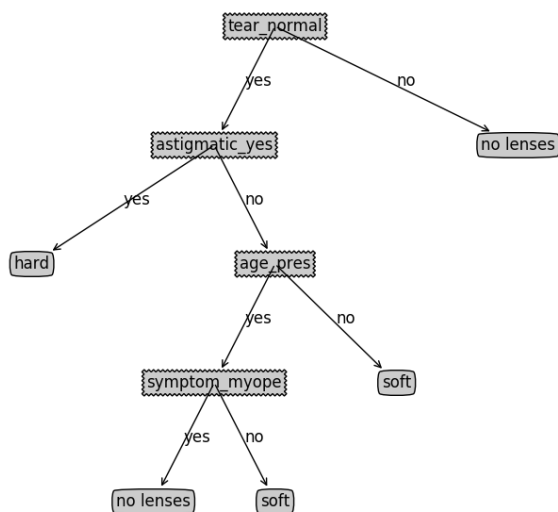 tear_normal
yes
no
astigmatic_yes
no lenses
yes
no
hard
age_pres
yes
no
symptom_myope
soft
yes
no
no lenses
soft